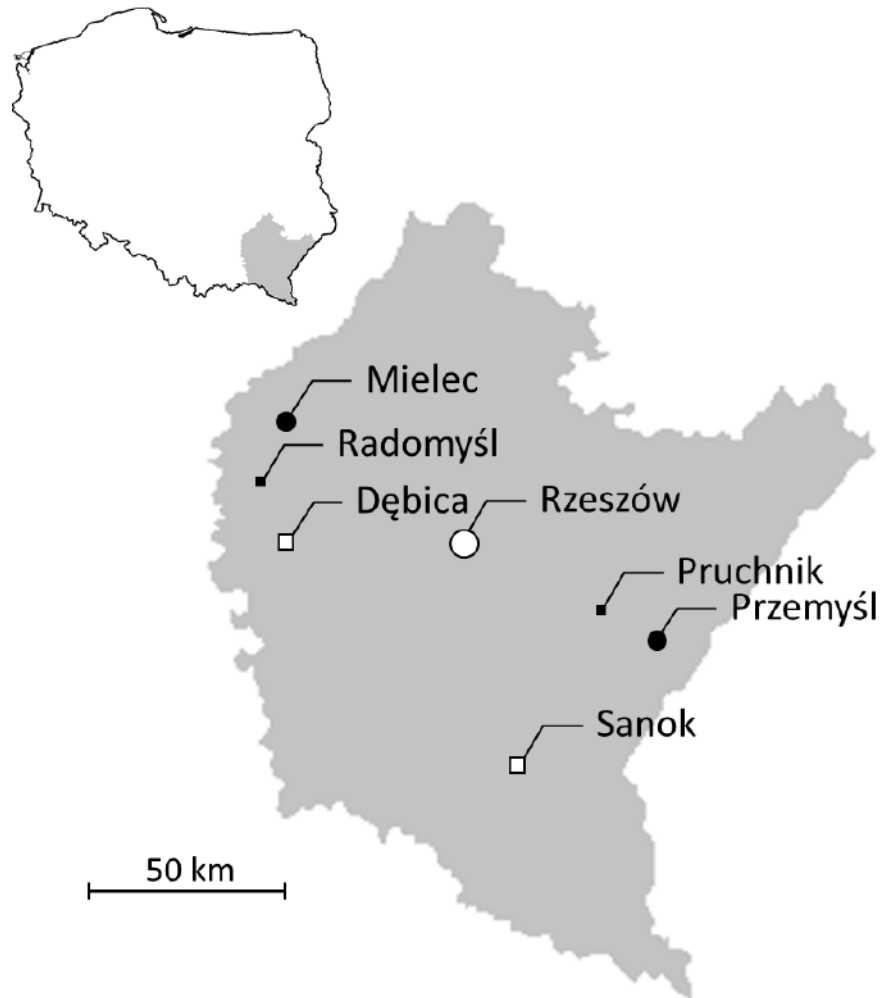 Mielec
Radomyśl
Dębica
Rzeszów
Pruchnik
Przemyśl
Sanok
50 km